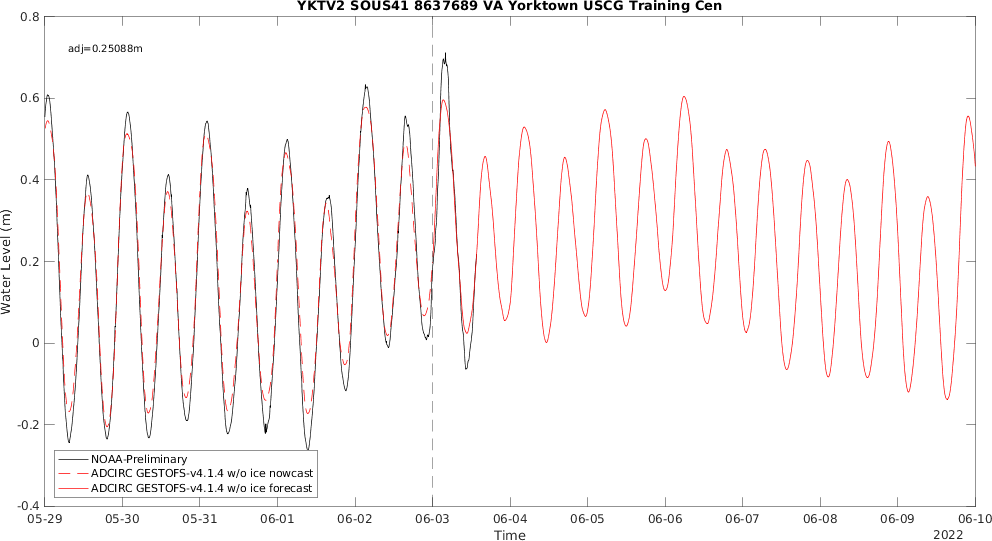 YKTV2 SOUS41 8637689 VA Yorktown USCG Training Cen
adj=0.25088m
Water Level (m)
0.8
0.6
0.4
0.2
0
-0.2
-0.4
NOAA-Preliminary
ADCIRC GESTOFS-v4.1.4 w/o ice nowcast
ADCIRC GESTOFS-v4.1.4 w/o ice forecast
05-29 05-30 05-31 06-01 06-02 06-03 06-04 06-05 06-06 06-07 06-08 06-09 06-10
Time
2022